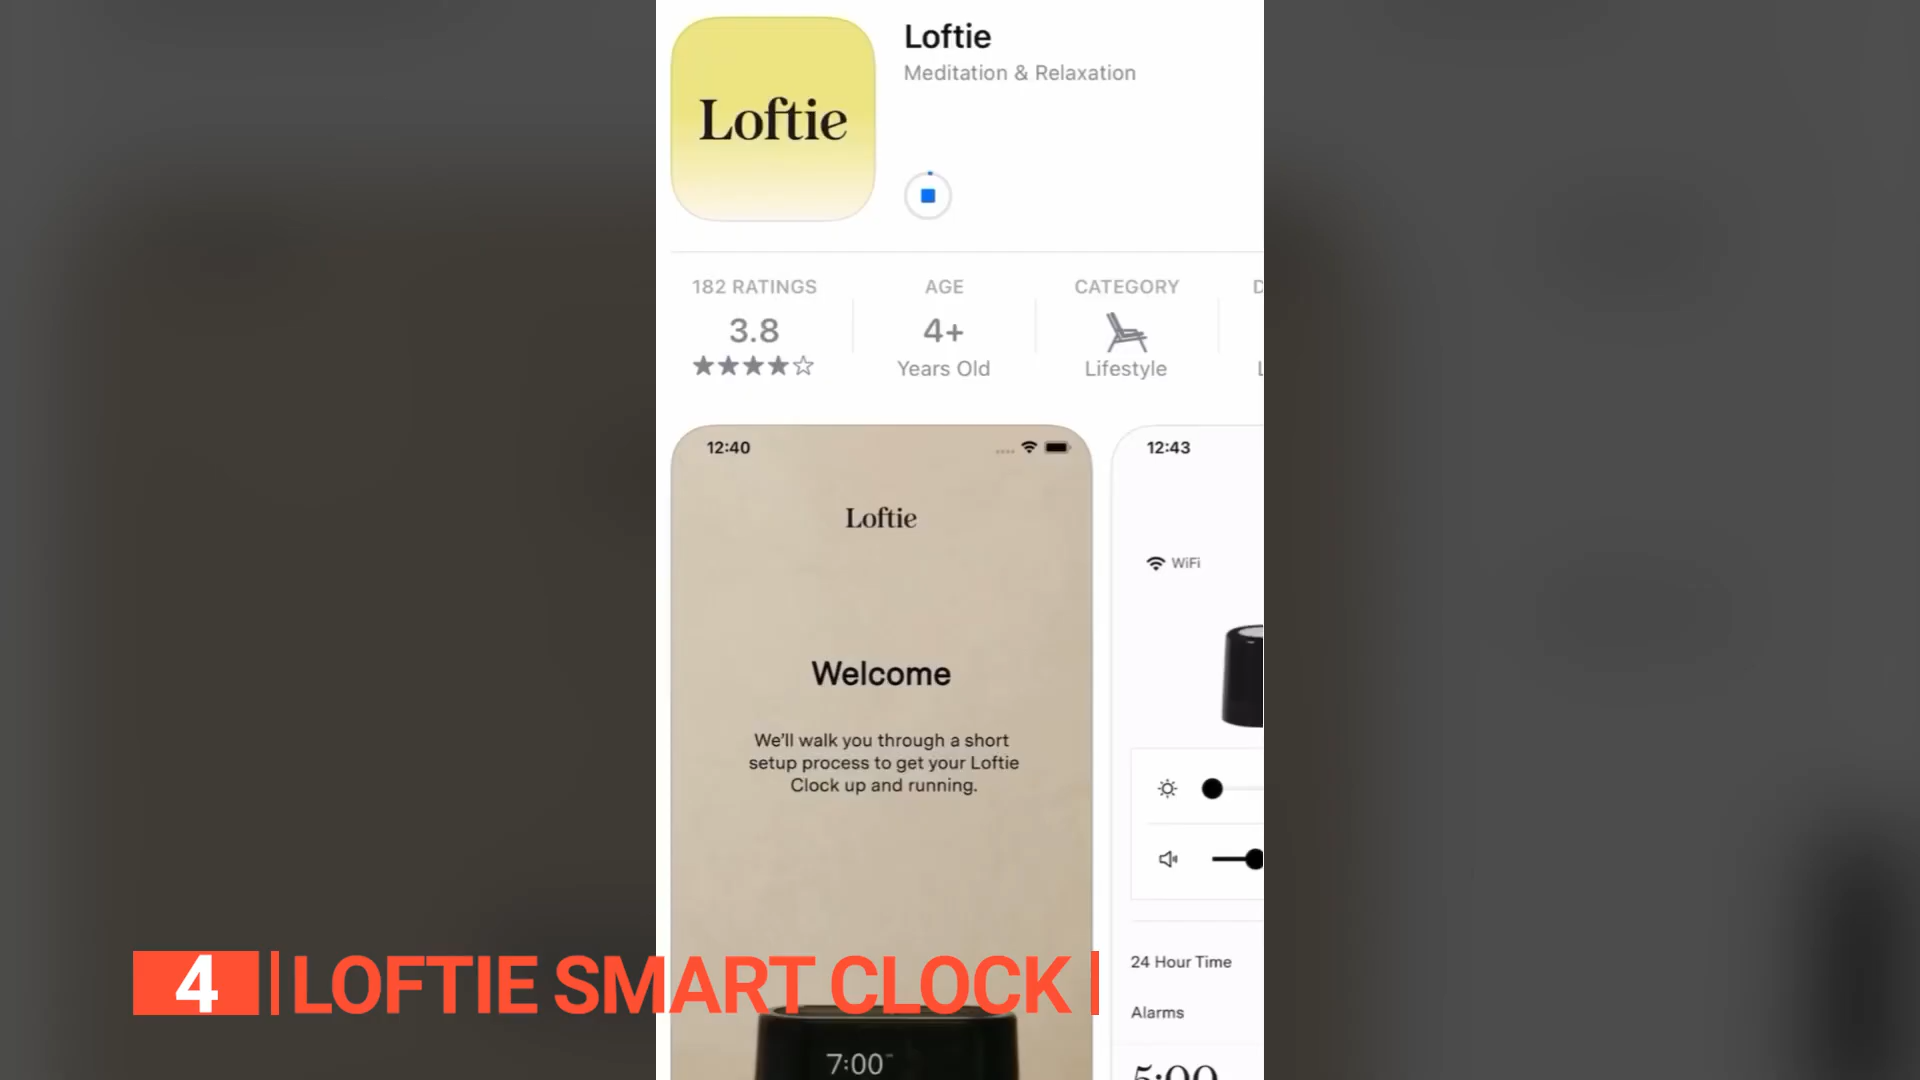 Loftie
Loftie
Meditation & Relaxation
182 RATINGS
AGE
CATEGORY
3.8
4+
Years Old
Lifestyle
12:40
12:43
Loftie
WiFi
Welcome
We'll walk you through a short
setup process to get your Loftie
Clock up and running.
24 Hour Time
Alarms
4 LOFTIE SMART CLOCK
7:00
5:00